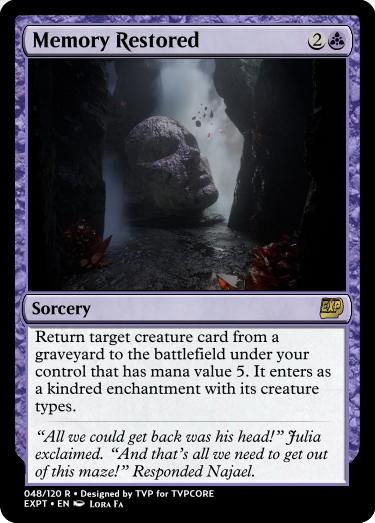 Memory Restored
2
Sorcery
EXP
Return target creature card from a
graveyard to the battlefield under your
control that has mana value 5. It enters as
a kindred enchantment with its creature
types.
“All we could get back was his head!” Julia
exclaimed. “And that’s all we need to get out
of this maze!” Responded Najael.
048/120 R • Designed by TVP for TVPCORE
EXPT • EN Lora Fa